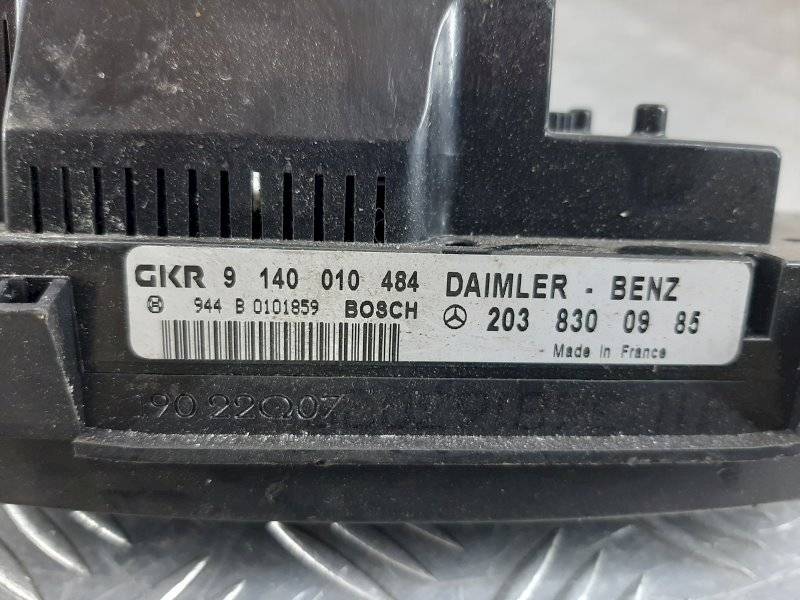 GKR 9 140 010 484 DAIMLER - BENZ
944 B 0101859 BOSCH 203 830 09 85
Made in France
90 22Q07